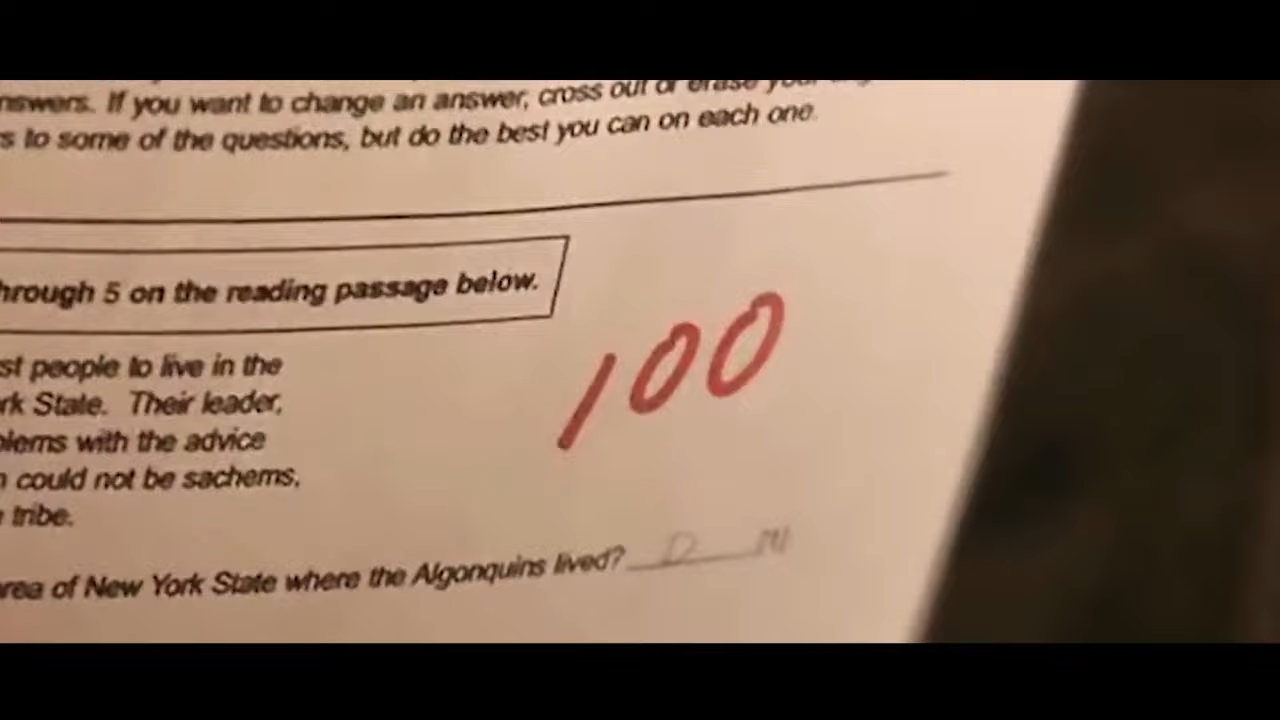 nswers. If you want to change an answer, cross out or erase your
s to some of the questions, but do the best you can on each one.
hrough 5 on the reading passage below.
100
st people to live in the
rk State. Their leader,
blems with the advice
n could not be sachems,
tribe.
area of New York State where the Algonquins lived? D